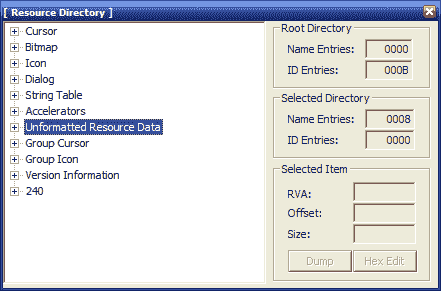 [ Resource Directory ]
Cursor
Bitmap
Icon
Dialog
String Table
Accelerators
Unformatted Resource Data
Group Cursor
Group Icon
Version Information
240
Root Directory
Name Entries: 0000
ID Entries: 000B
Selected Directory
Name Entries: 0008
ID Entries: 0000
Selected Item
RVA:
Offset:
Size:
Dump Hex Edit